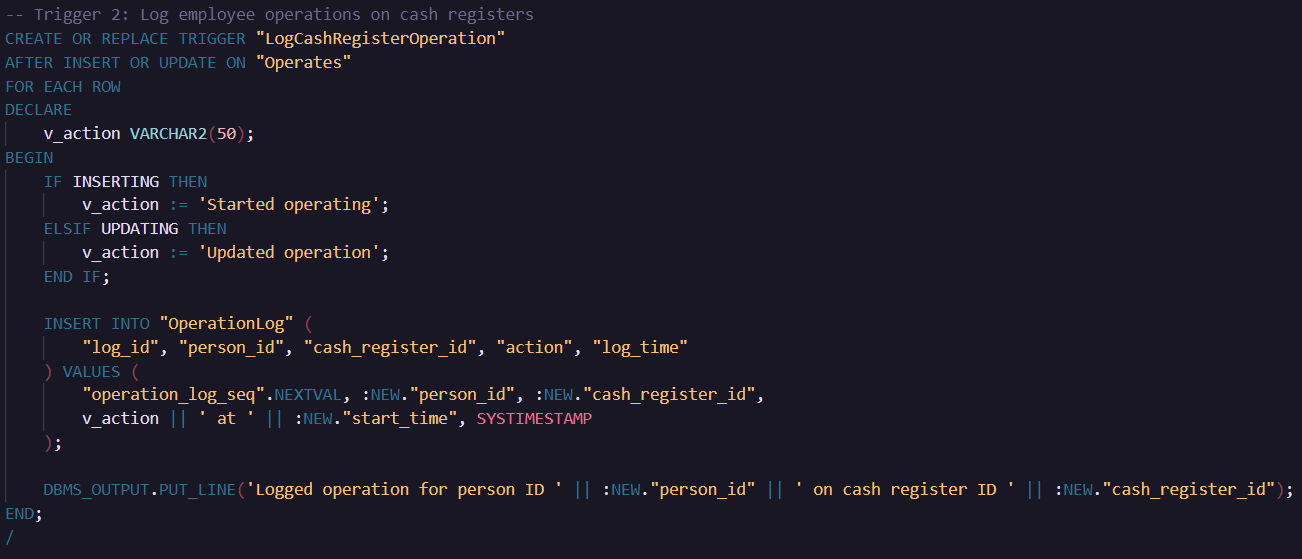 -- Trigger 2: Log employee operations on cash registers
CREATE OR REPLACE TRIGGER "LogCashRegisterOperation"
AFTER INSERT OR UPDATE ON "Operates"
FOR EACH ROW
DECLARE
    v_action VARCHAR2(50);
BEGIN
    IF INSERTING THEN
        v_action := 'Started operating';
    ELSIF UPDATING THEN
        v_action := 'Updated operation';
    END IF;

    INSERT INTO "OperationLog" (
        "log_id", "person_id", "cash_register_id", "action", "log_time"
    ) VALUES (
        "operation_log_seq".NEXTVAL, :NEW."person_id", :NEW."cash_register_id",
        v_action || ' at ' || :NEW."start_time", SYSTIMESTAMP
    );

    DBMS_OUTPUT.PUT_LINE('Logged operation for person ID ' || :NEW."person_id" || ' on cash register ID ' || :NEW."cash_register_id");
END;
/